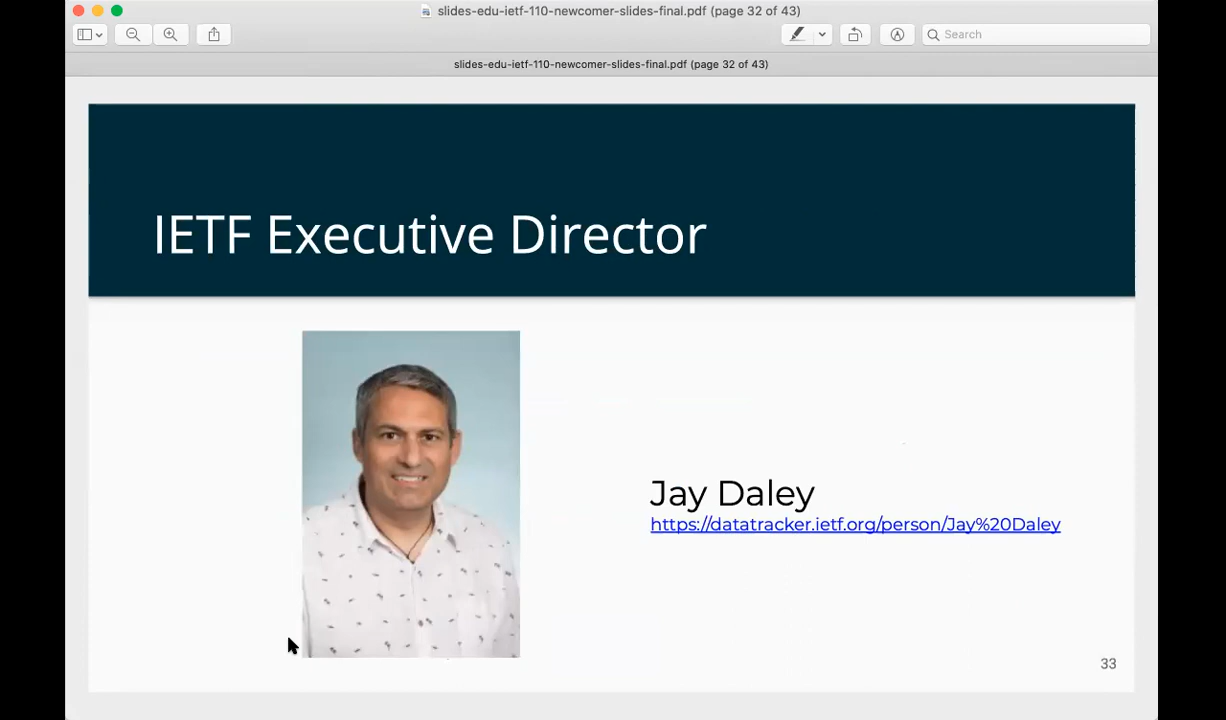 slides-edu-ietf-110-newcomer-slides-final.pdf (page 32 of 43)
Search
slides-edu-ietf-110-newcomer-slides-final.pdf (page 32 of 43)
IETF Executive Director
Jay Daley
https://datatracker.ietf.org/person/Jay%20Daley
33